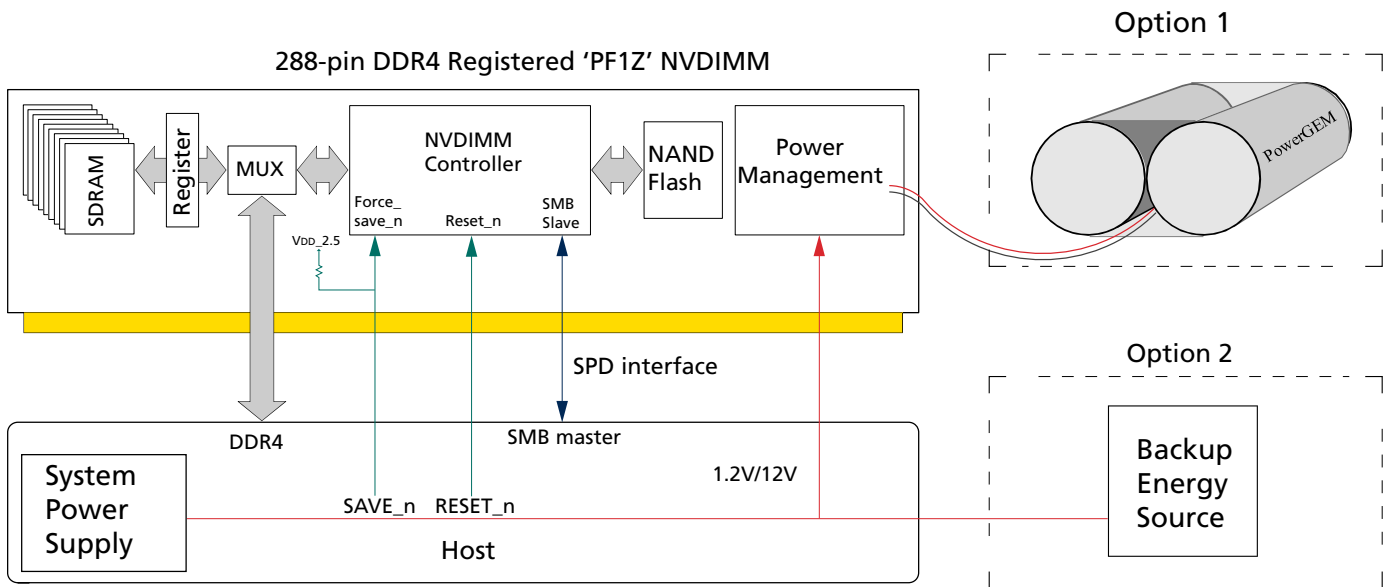 Option 1
288-pin DDR4 Registered ‘PF1Z’ NVDIMM
SDRAM
Register
MUX
NVDIMM
Controller
Force_
save_n
Reset_n
SMB
Slave
NAND
Flash
Power
Management
PowerGEM
VDD_2.5
SPD interface
Option 2
DDR4
SMB master
System
Power
Supply
SAVE_n
RESET_n
1.2V/12V
Host
Backup
Energy
Source